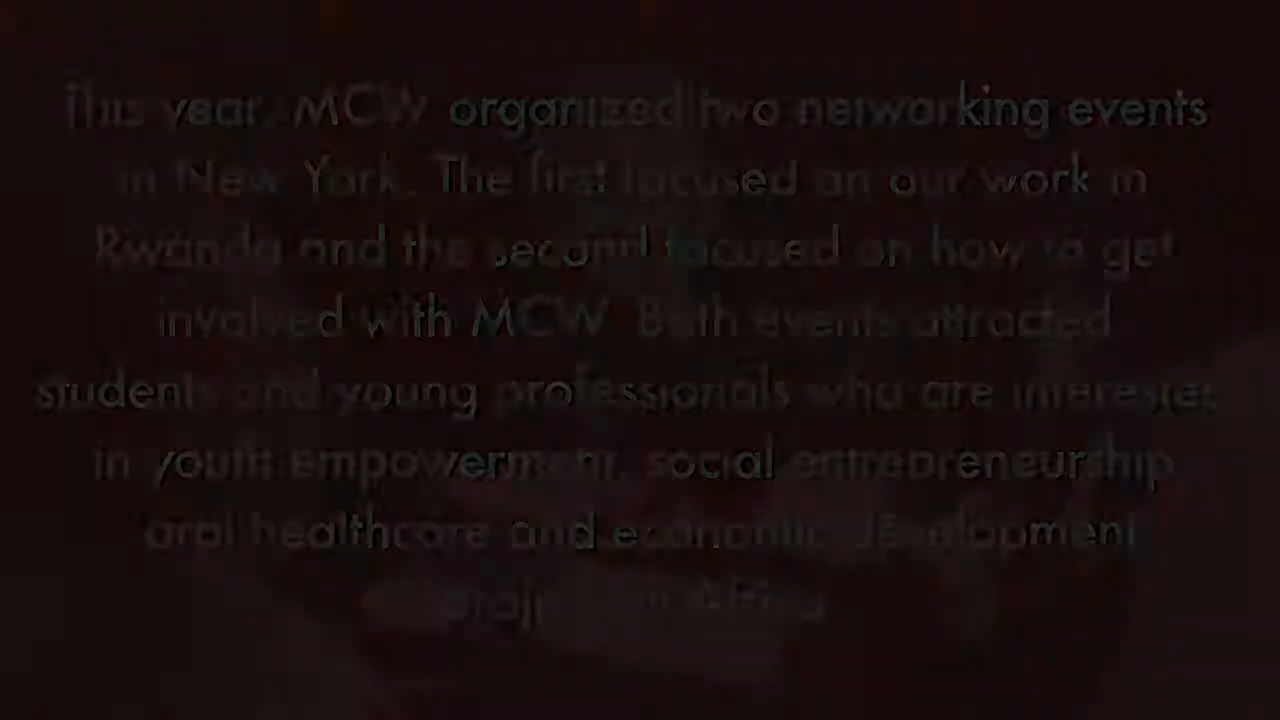 This year, MCW organized two networking events
in New York. The first focused on our work in
Rwanda and the second focused on how to get
involved with MCW. Both events attracted
students and young professionals who are interested
in youth empowerment, social entrepreneurship
oral healthcare and economic development
in Africa